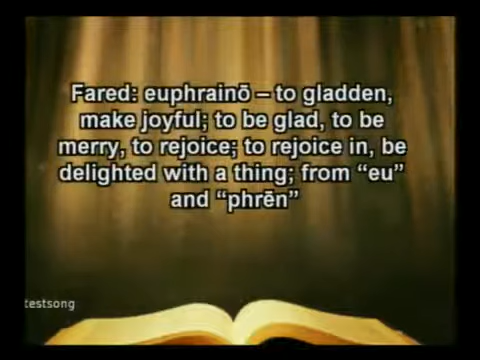 Fared: euphrainō – to gladden,
make joyful; to be glad, to be
merry, to rejoice; to rejoice in, be
delighted with a thing; from “eu”
and “phrēn”
testsong